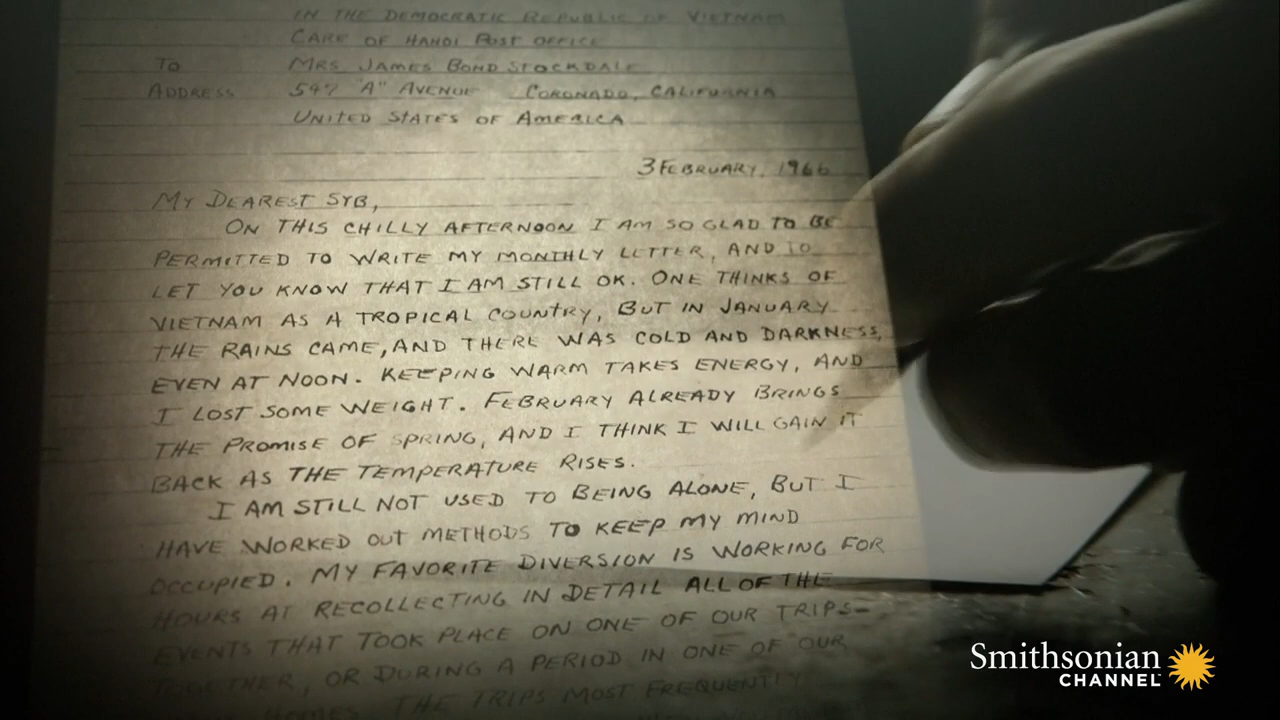 IN THE DEMOCRATIC REPUBLIC OF VIETNAM
CARE OF HANOI POST OFFICE
TO MRS JAMES BOND STOCKDALE
ADDRESS 547 "A" AVENUE CORONADO, CALIFORNIA
UNITED STATES OF AMERICA
3 FEBRUARY, 1966
MY DEAREST SYB,
ON THIS CHILLY AFTERNOON I AM SO GLAD TO BE
PERMITTED TO WRITE MY MONTHLY LETTER, AND TO
LET YOU KNOW THAT I AM STILL OK. ONE THINKS OF
VIETNAM AS A TROPICAL COUNTRY, BUT IN JANUARY
THE RAINS CAME, AND THERE WAS COLD AND DARKNESS,
EVEN AT NOON. KEEPING WARM TAKES ENERGY, AND
I LOST SOME WEIGHT. FEBRUARY ALREADY BRINGS
THE PROMISE OF SPRING, AND I THINK I WILL GAIN IT
BACK AS THE TEMPERATURE RISES.
I AM STILL NOT USED TO BEING ALONE, BUT I
HAVE WORKED OUT METHODS TO KEEP MY MIND
OCCUPIED. MY FAVORITE DIVERSION IS WORKING FOR
HOURS AT RECOLLECTING IN DETAIL ALL OF THE
EVENTS THAT TOOK PLACE ON ONE OF OUR TRIPS-
TOGETHER, OR DURING A PERIOD IN ONE OF OUR
HOMES. THE TRIPS MOST FREQUENTLY
Smithsonian
CHANNEL